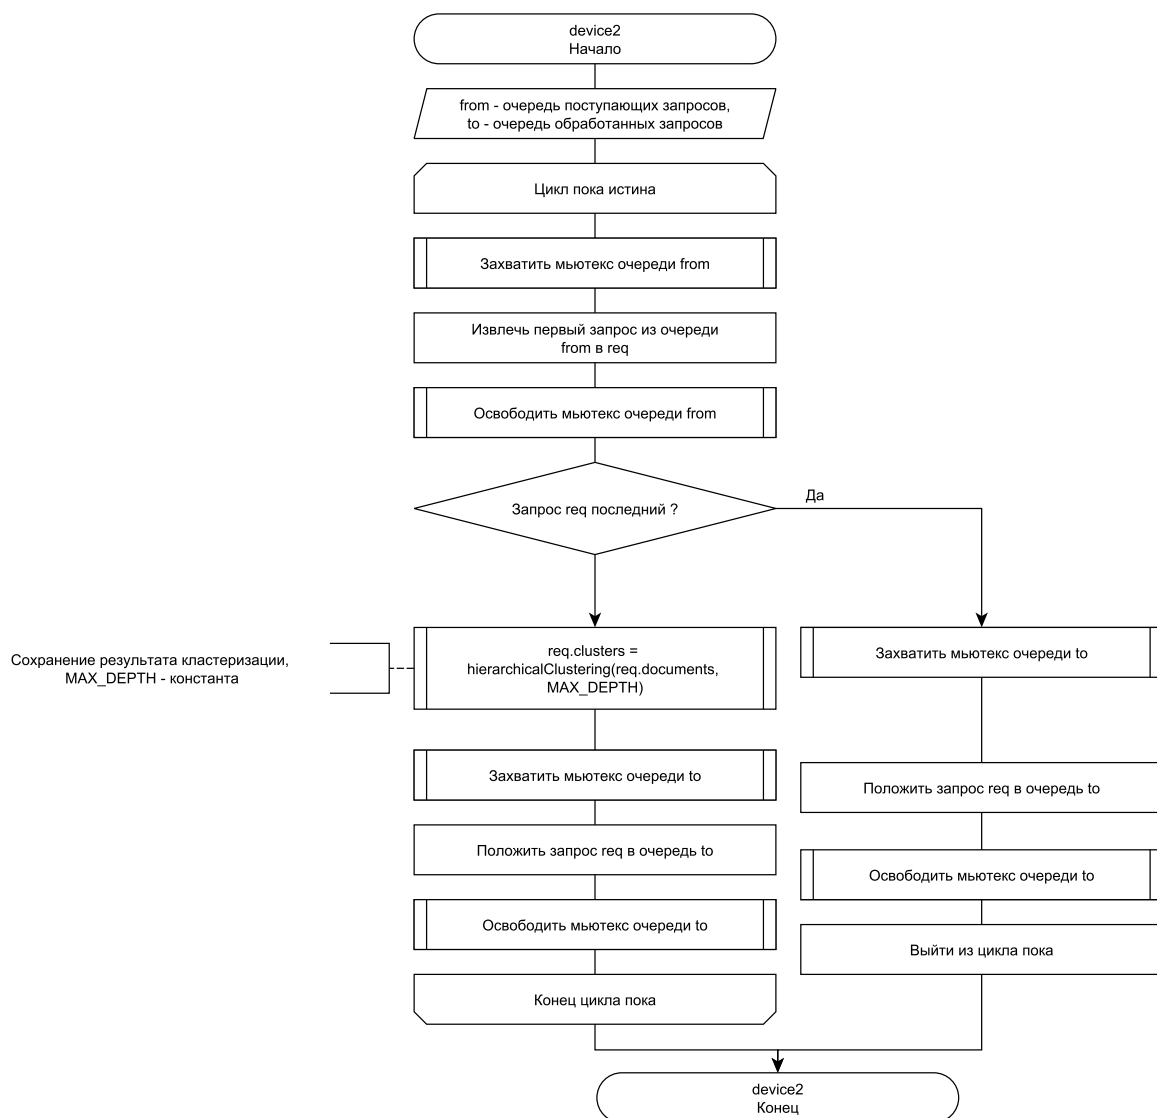 device2
Начало
from - очередь поступающих запросов,
to - очередь обработанных запросов
Цикл пока истина
Захватить мьютекс очереди from
Извлечь первый запрос из очереди
from в req
Освободить мьютекс очереди from
Запрос req последний ?
Да
Сохранение результата кластеризации,
MAX_DEPTH - константа
req.clusters =
hierarchicalClustering(req.documents,
MAX_DEPTH)
Захватить мьютекс очереди to
Положить запрос req в очередь to
Освободить мьютекс очереди to
Конец цикла пока
Захватить мьютекс очереди to
Положить запрос req в очередь to
Освободить мьютекс очереди to
Выйти из цикла пока
device2
Конец